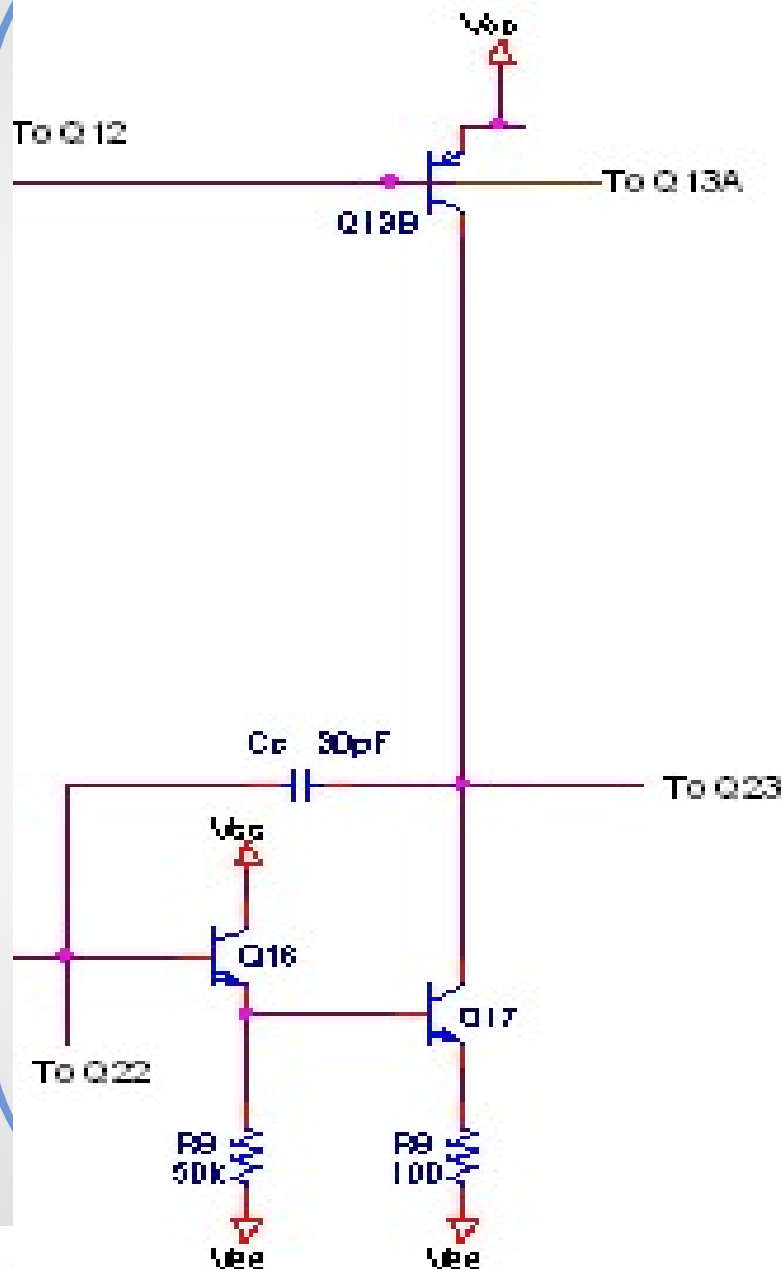 Vcc
To Q12
To Q13A
Q13B
Cc 30pF
To Q23
Vcc
Q16
Q17
To Q22
R9
50K
R8
100
Vee
Vee